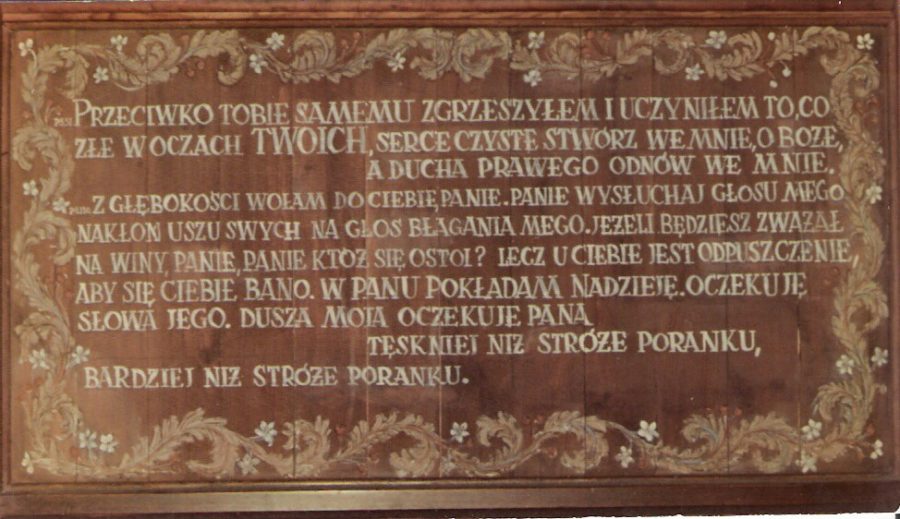 PRZECIWKO TOBIE SAMEMU ZGRZESZYŁEM I UCZYNIŁEM TO, CO
ZŁE W OCZACH TWOICH, SERCE CZYSTE STWÓRZ WE MNIE, O BOŻE,
A DUCHA PRAWEGO ODNÓW WE MNIE.
Z GŁĘBOKOŚCI WOŁAM DO CIEBIE, PANIE. PANIE WYSŁUCHAJ GŁOSU MEGO
NAKŁOŃ USZU SWYCH NA GŁOS BŁAGANIA MEGO. JEŻELI BĘDZIESZ ZWAŻAŁ
NA WINY, PANIE, PANIE KTÓŻ SIĘ OSTOI? LECZ U CIEBIE JEST ODPUSZCZENIE,
ABY SIĘ CIEBIE BANO. W PANU POKŁADAM NADZIEJĘ. OCZEKUJĘ
SŁOWA JEGO. DUSZA MOJA OCZEKUJE PANA
TĘSKNIEJ NIŻ STRÓŻE PORANKU,
BARDZIEJ NIŻ STRÓŻE PORANKU.